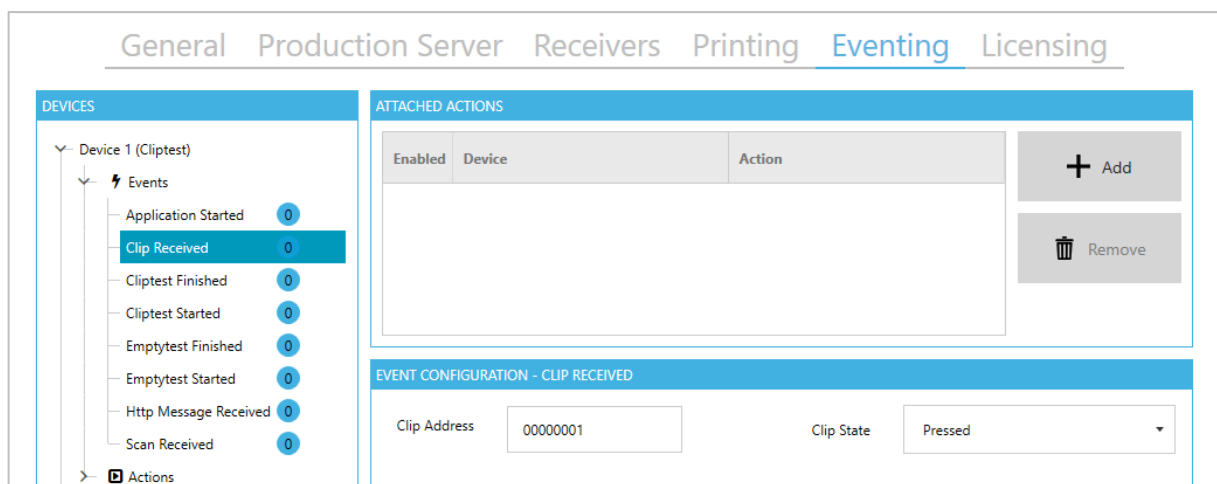 General Production Server Receivers Printing Eventing Licensing
DEVICES
Device 1 (Cliptest)
Events
Application Started 0
Clip Received 0
Cliptest Finished 0
Cliptest Started 0
Emptytest Finished 0
Emptytest Started 0
Http Message Received 0
Scan Received 0
Actions
ATTACHED ACTIONS
Enabled Device Action
Add
Remove
EVENT CONFIGURATION - CLIP RECEIVED
Clip Address 00000001 Clip State Pressed